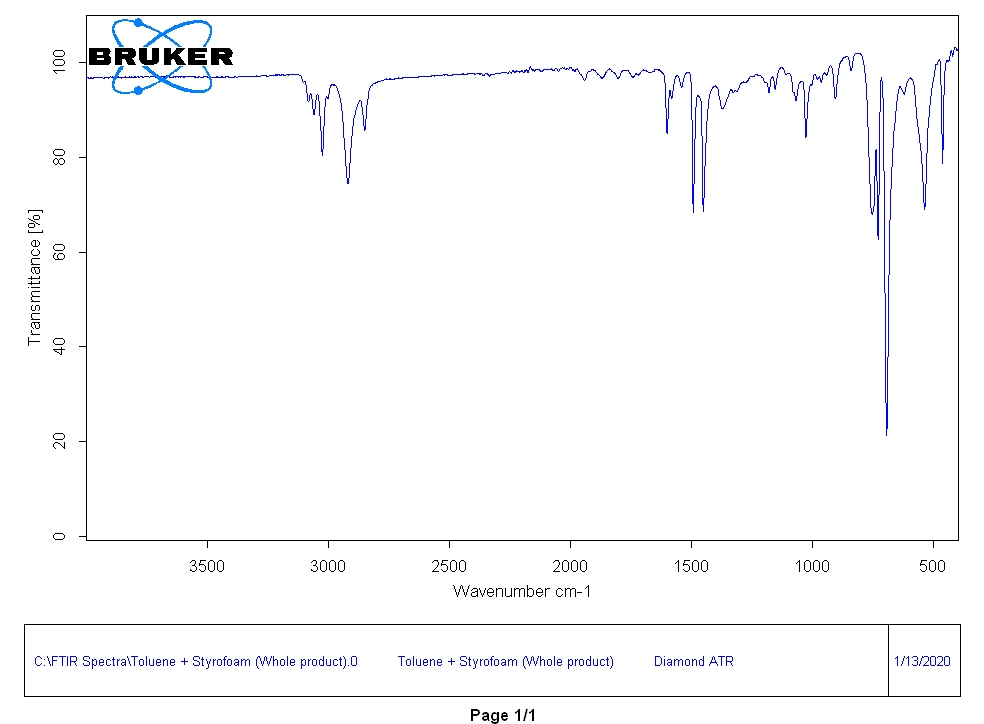 BRUKER
Transmittance [%]
100
80
60
40
20
0
3500 3000 2500 2000 1500 1000 500
Wavenumber cm-1
C:\FTIR Spectra\Toluene + Styrofoam (Whole product).0 Toluene + Styrofoam (Whole product) Diamond ATR 1/13/2020
Page 1/1